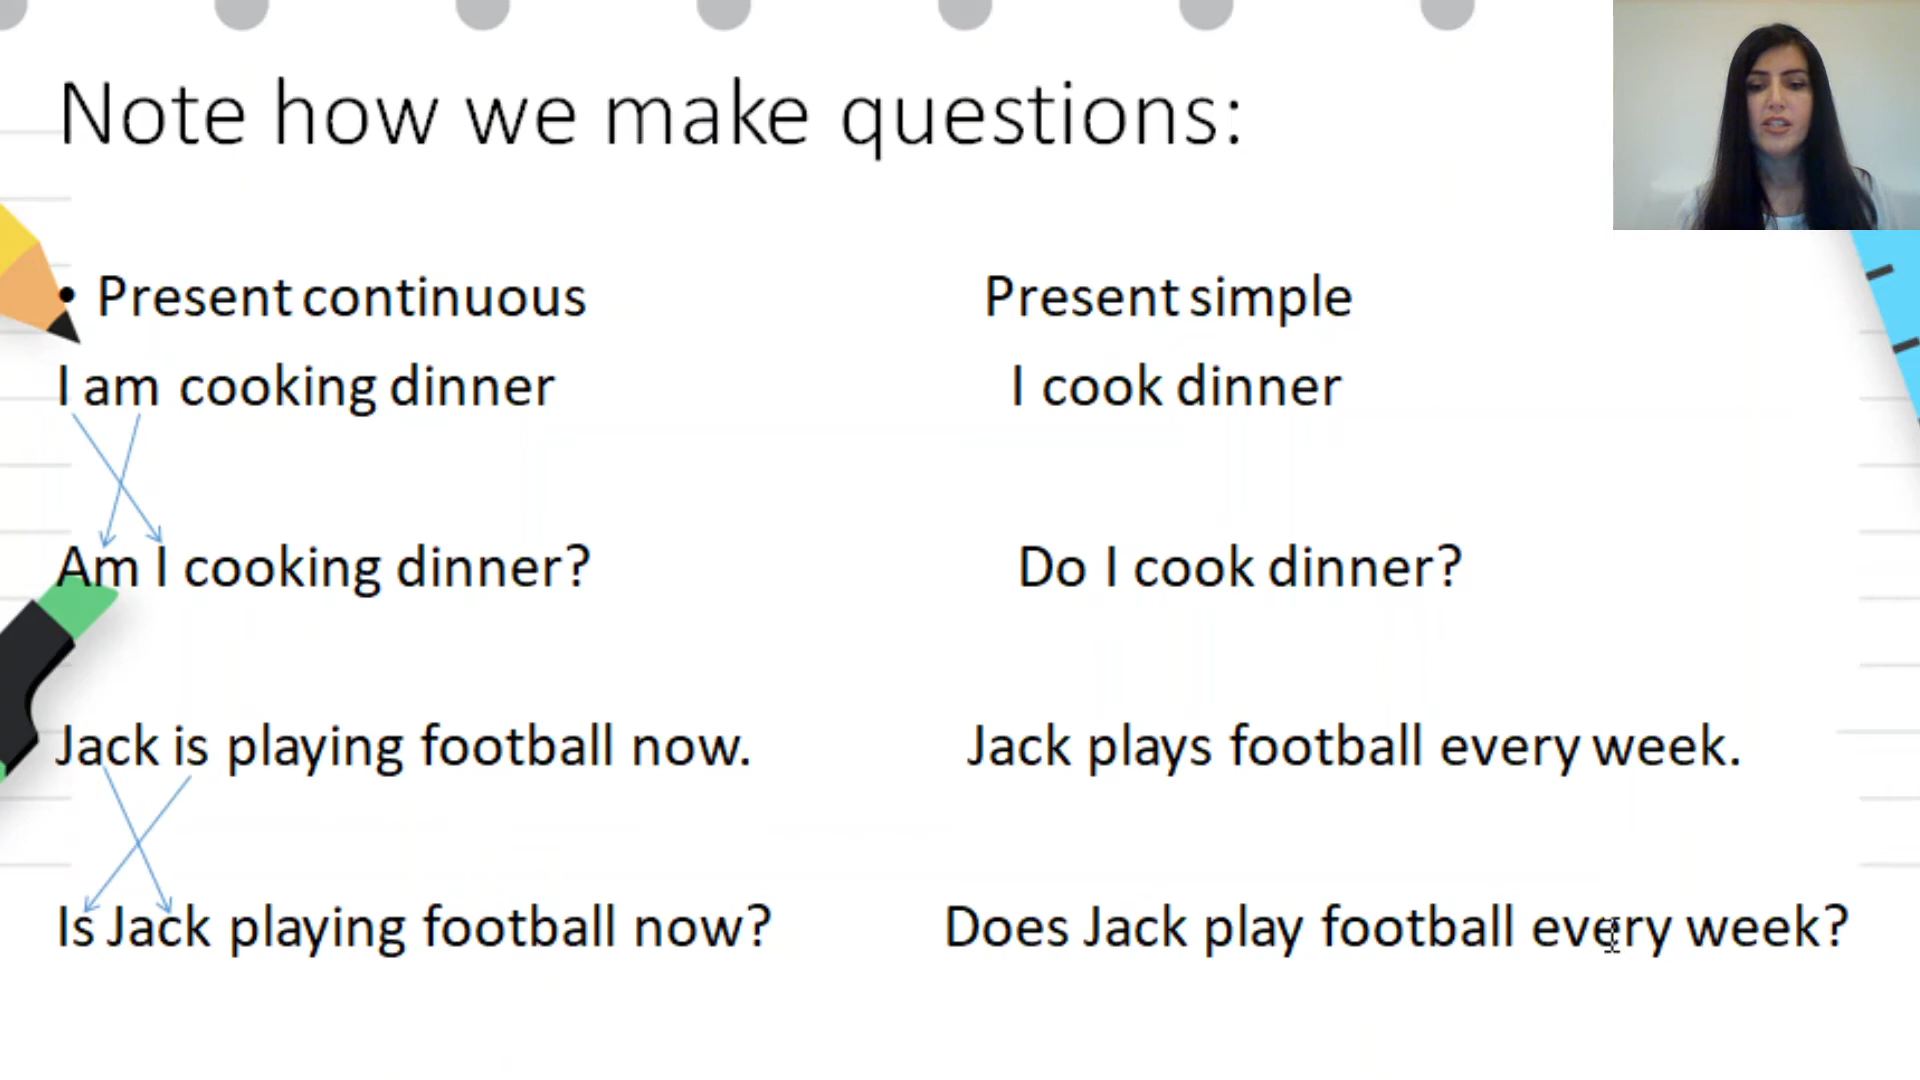 Note how we make questions:
• Present continuous Present simple
I am cooking dinner I cook dinner
Am I cooking dinner? Do I cook dinner?
Jack is playing football now. Jack plays football every week.
Is Jack playing football now? Does Jack play football every week?